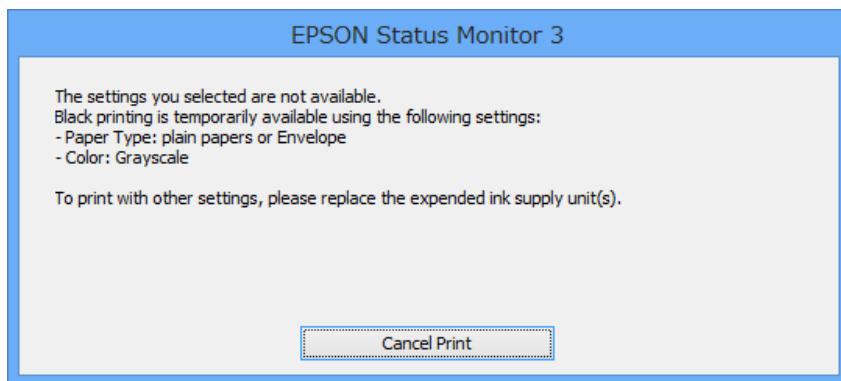 EPSON Status Monitor 3
The settings you selected are not available.
Black printing is temporarily available using the following settings:
- Paper Type: plain papers or Envelope
- Color: Grayscale
To print with other settings, please replace the expended ink supply unit(s).
Cancel Print